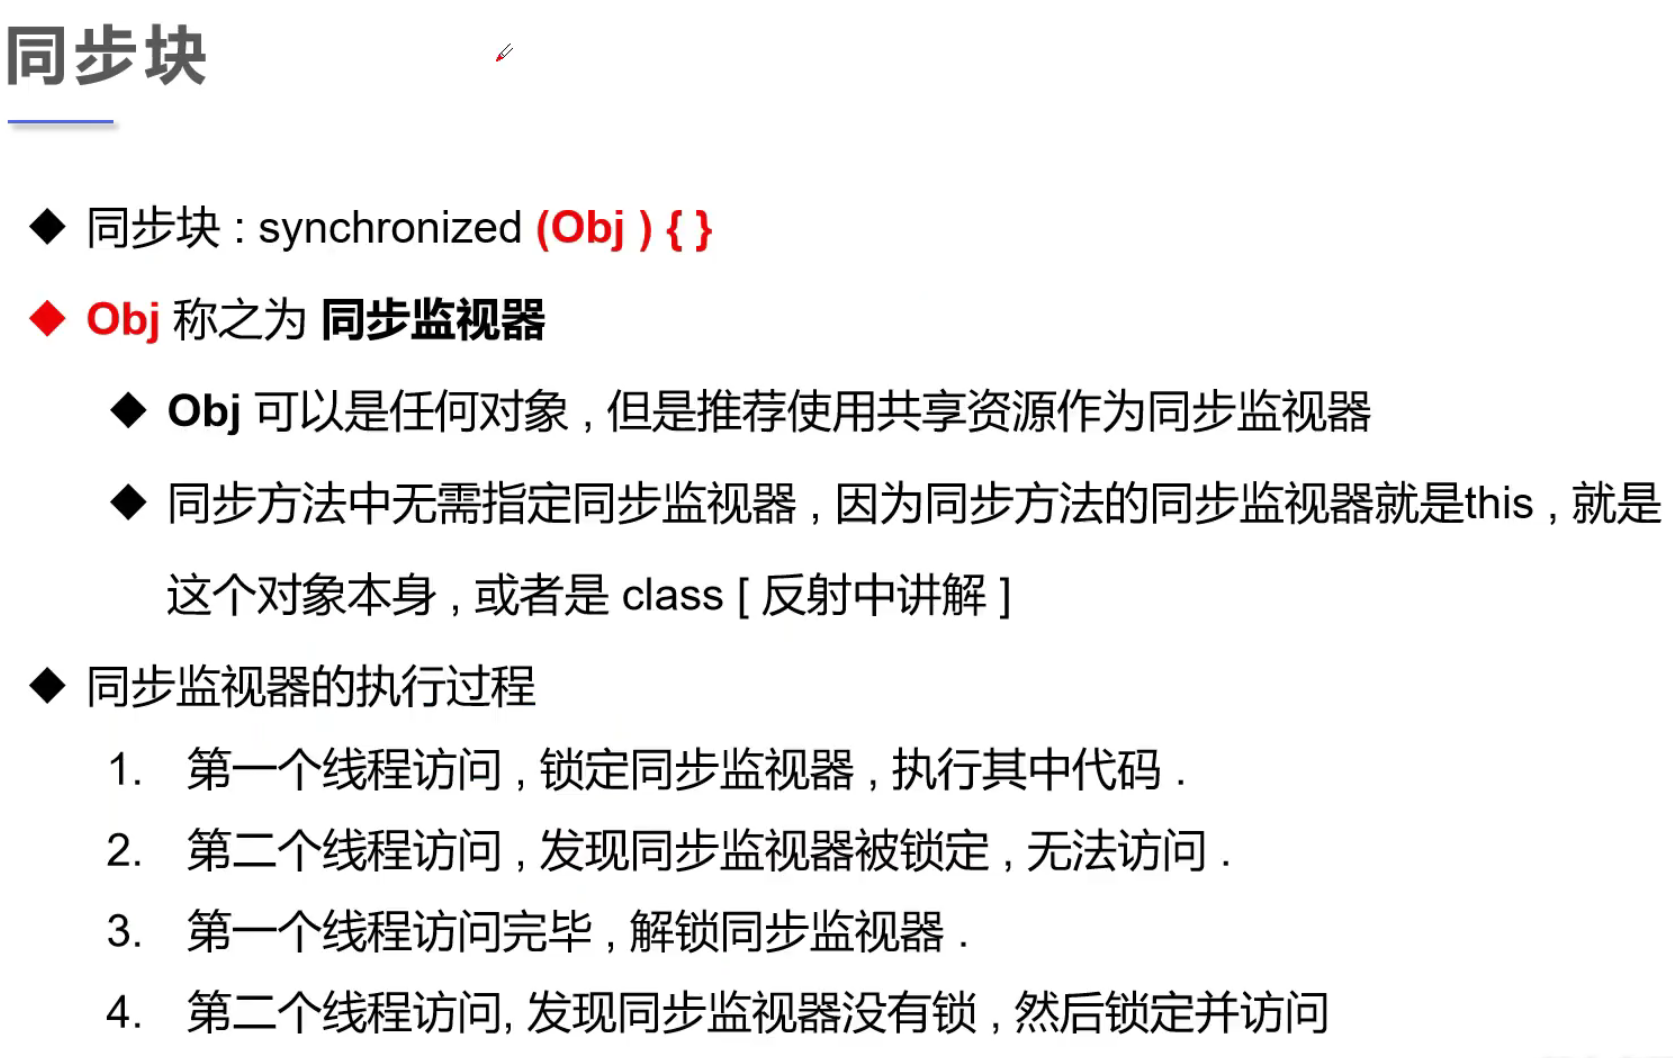 同步块
同步块 : synchronized (Obj ) { }
Obj 称之为 同步监视器
Obj 可以是任何对象 , 但是推荐使用共享资源作为同步监视器
同步方法中无需指定同步监视器 , 因为同步方法的同步监视器就是this , 就是
这个对象本身 , 或者是 class [ 反射中讲解 ]
同步监视器的执行过程
1. 第一个线程访问 , 锁定同步监视器 , 执行其中代码 .
2. 第二个线程访问 , 发现同步监视器被锁定 , 无法访问 .
3. 第一个线程访问完毕 , 解锁同步监视器 .
4. 第二个线程访问, 发现同步监视器没有锁 , 然后锁定并访问